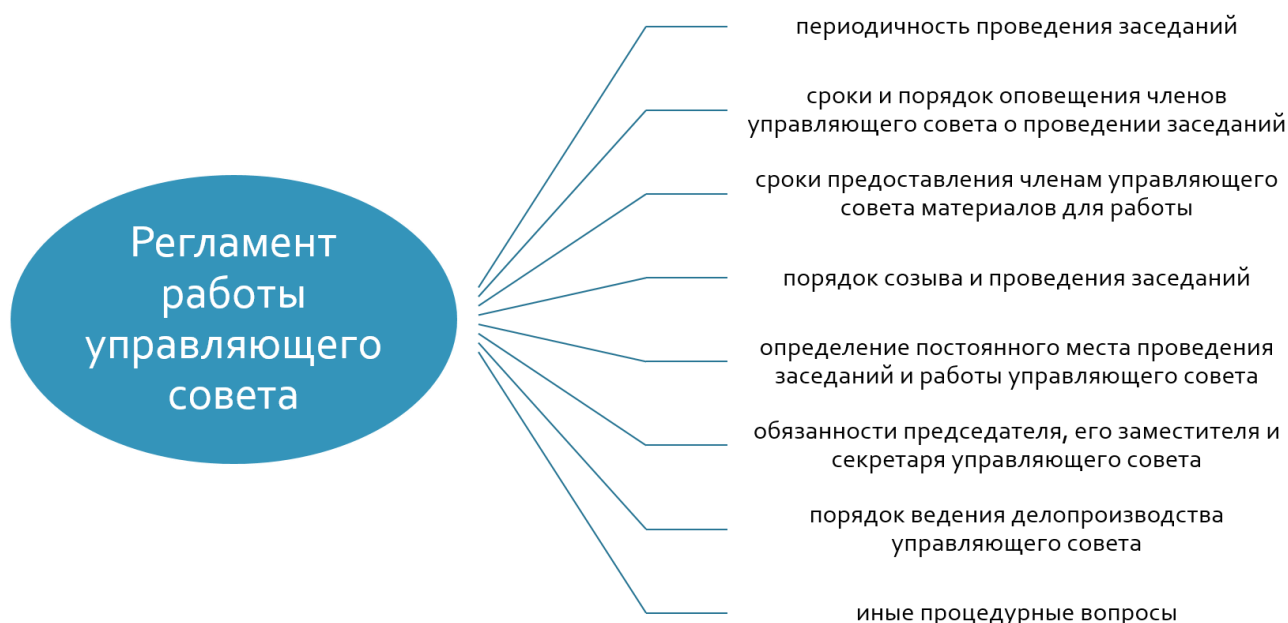 Регламент
работы
управляющего
совета
периодичность проведения заседаний
сроки и порядок оповещения членов
управляющего совета о проведении заседаний
сроки предоставления членам управляющего
совета материалов для работы
порядок созыва и проведения заседаний
определение постоянного места проведения
заседаний и работы управляющего совета
обязанности председателя, его заместителя и
секретаря управляющего совета
порядок ведения делопроизводства
управляющего совета
иные процедурные вопросы